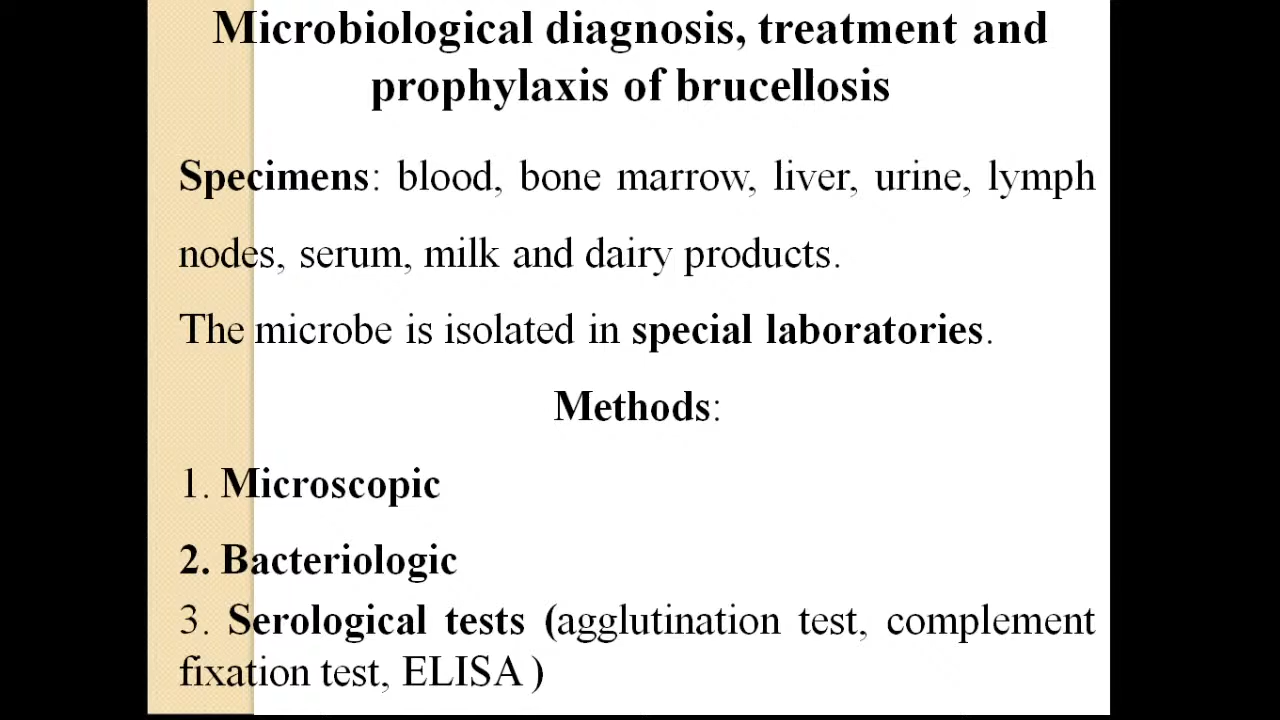 Microbiological diagnosis, treatment and
prophylaxis of brucellosis
Specimens: blood, bone marrow, liver, urine, lymph
nodes, serum, milk and dairy products.
The microbe is isolated in special laboratories.
Methods:
1. Microscopic
2. Bacteriologic
3. Serological tests (agglutination test, complement
fixation test, ELISA )